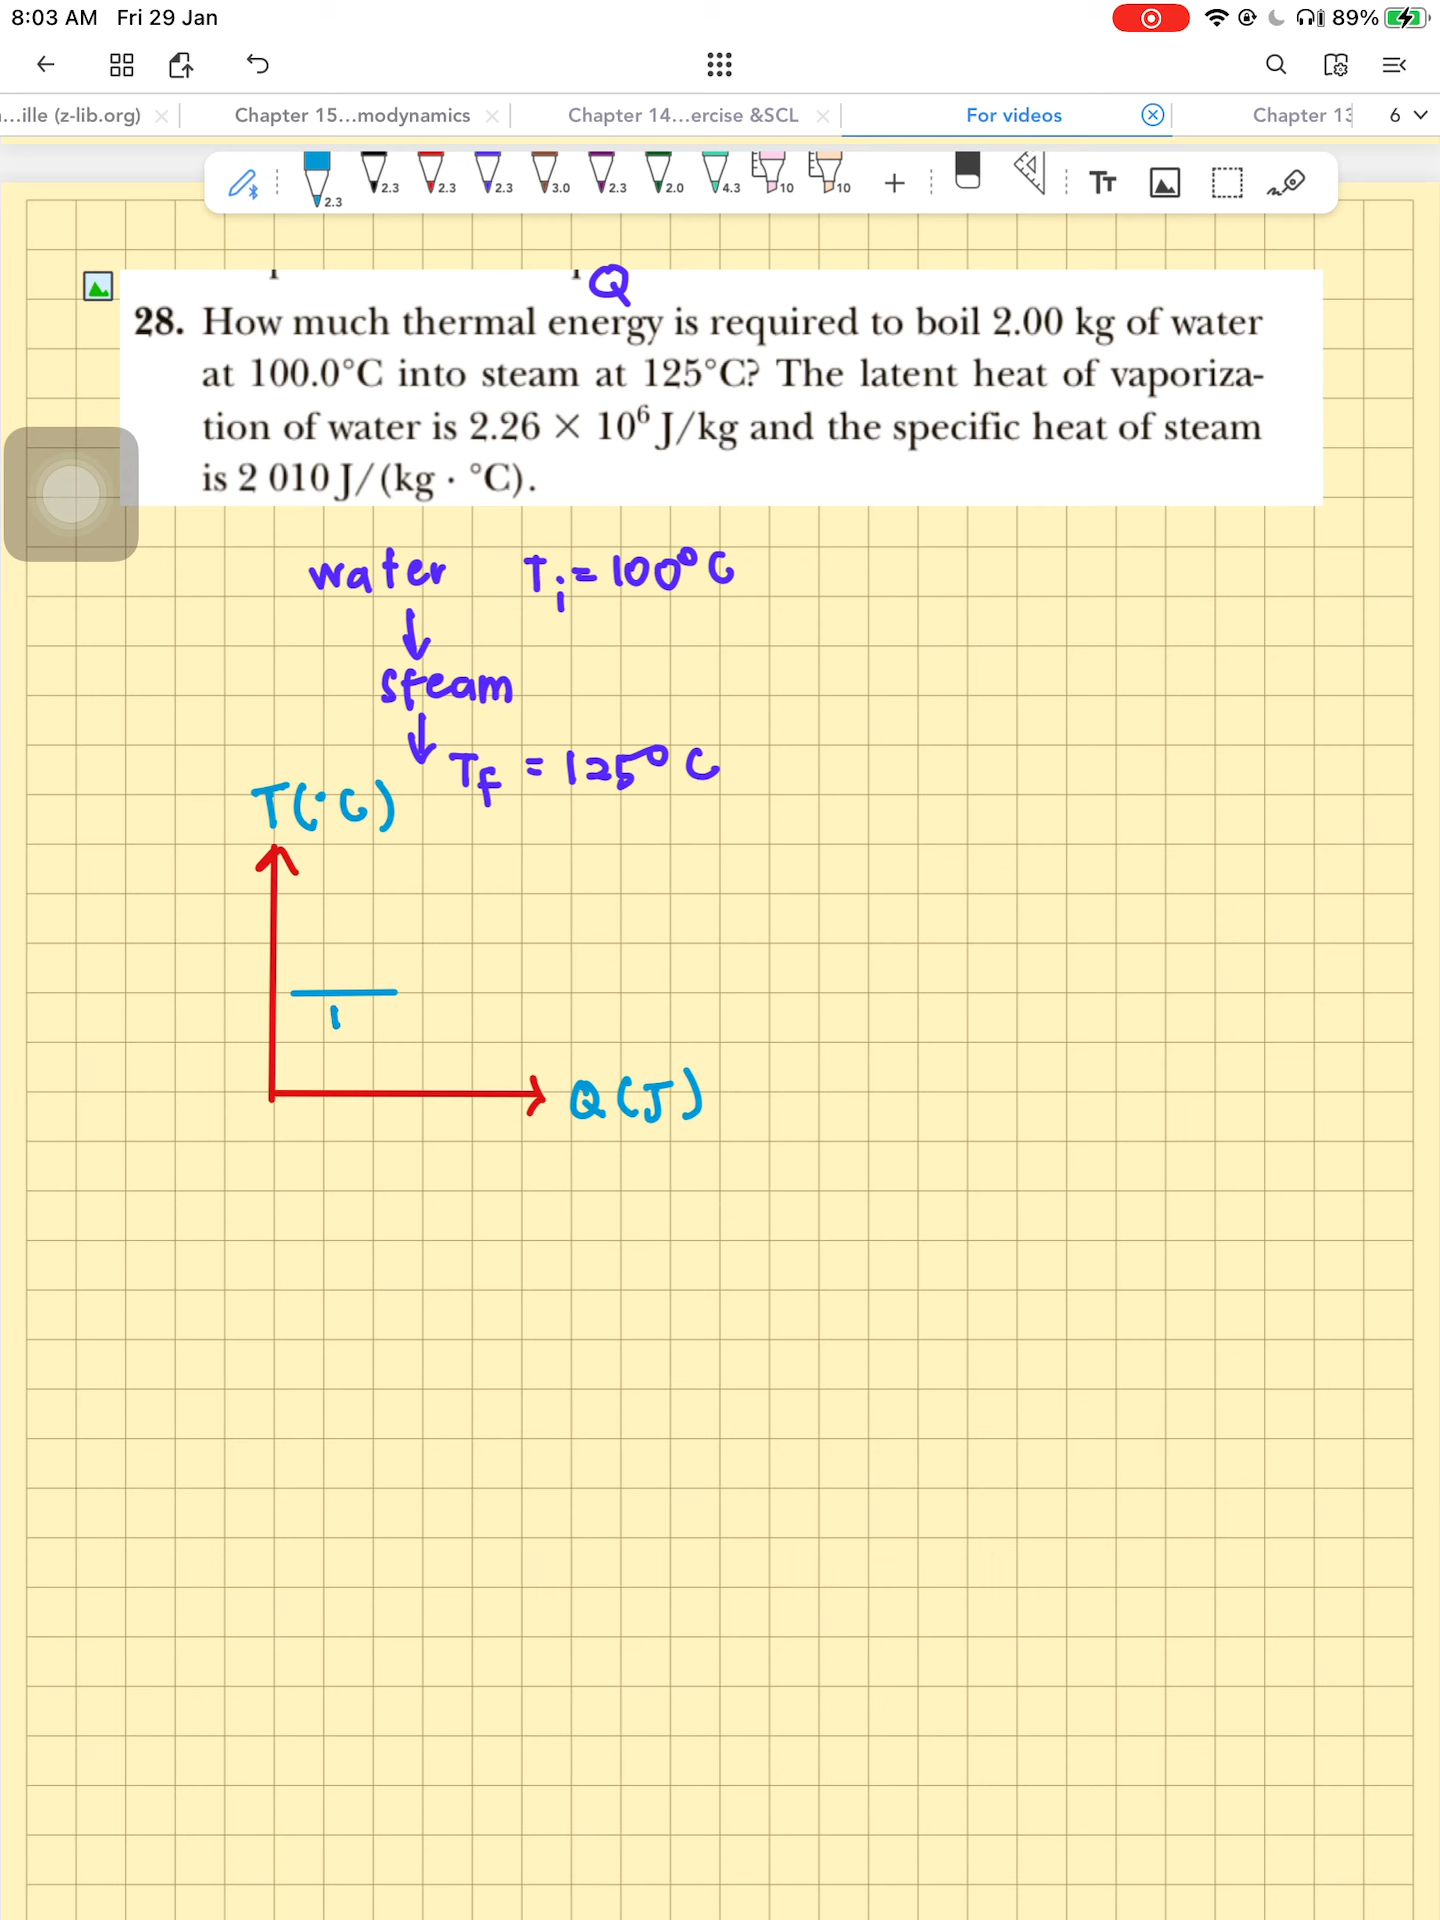 8:03 AM Fri 29 Jan 89%
...ille (z-lib.org) Chapter 15...modynamics Chapter 14...ercise &SCL For videos Chapter 13 6
2.3 2.3 2.3 2.3 3.0 2.3 2.0 4.3 10 10 + TT
Q
28. How much thermal energy is required to boil 2.00 kg of water
at 100.0°C into steam at 125°C? The latent heat of vaporiza-
tion of water is 2.26 × 10⁶ J/kg and the specific heat of steam
is 2 010 J/(kg · °C).
water Ti = 100°C
↓
steam
↓ Tf = 125°C
T(°C)
1
Q(J)